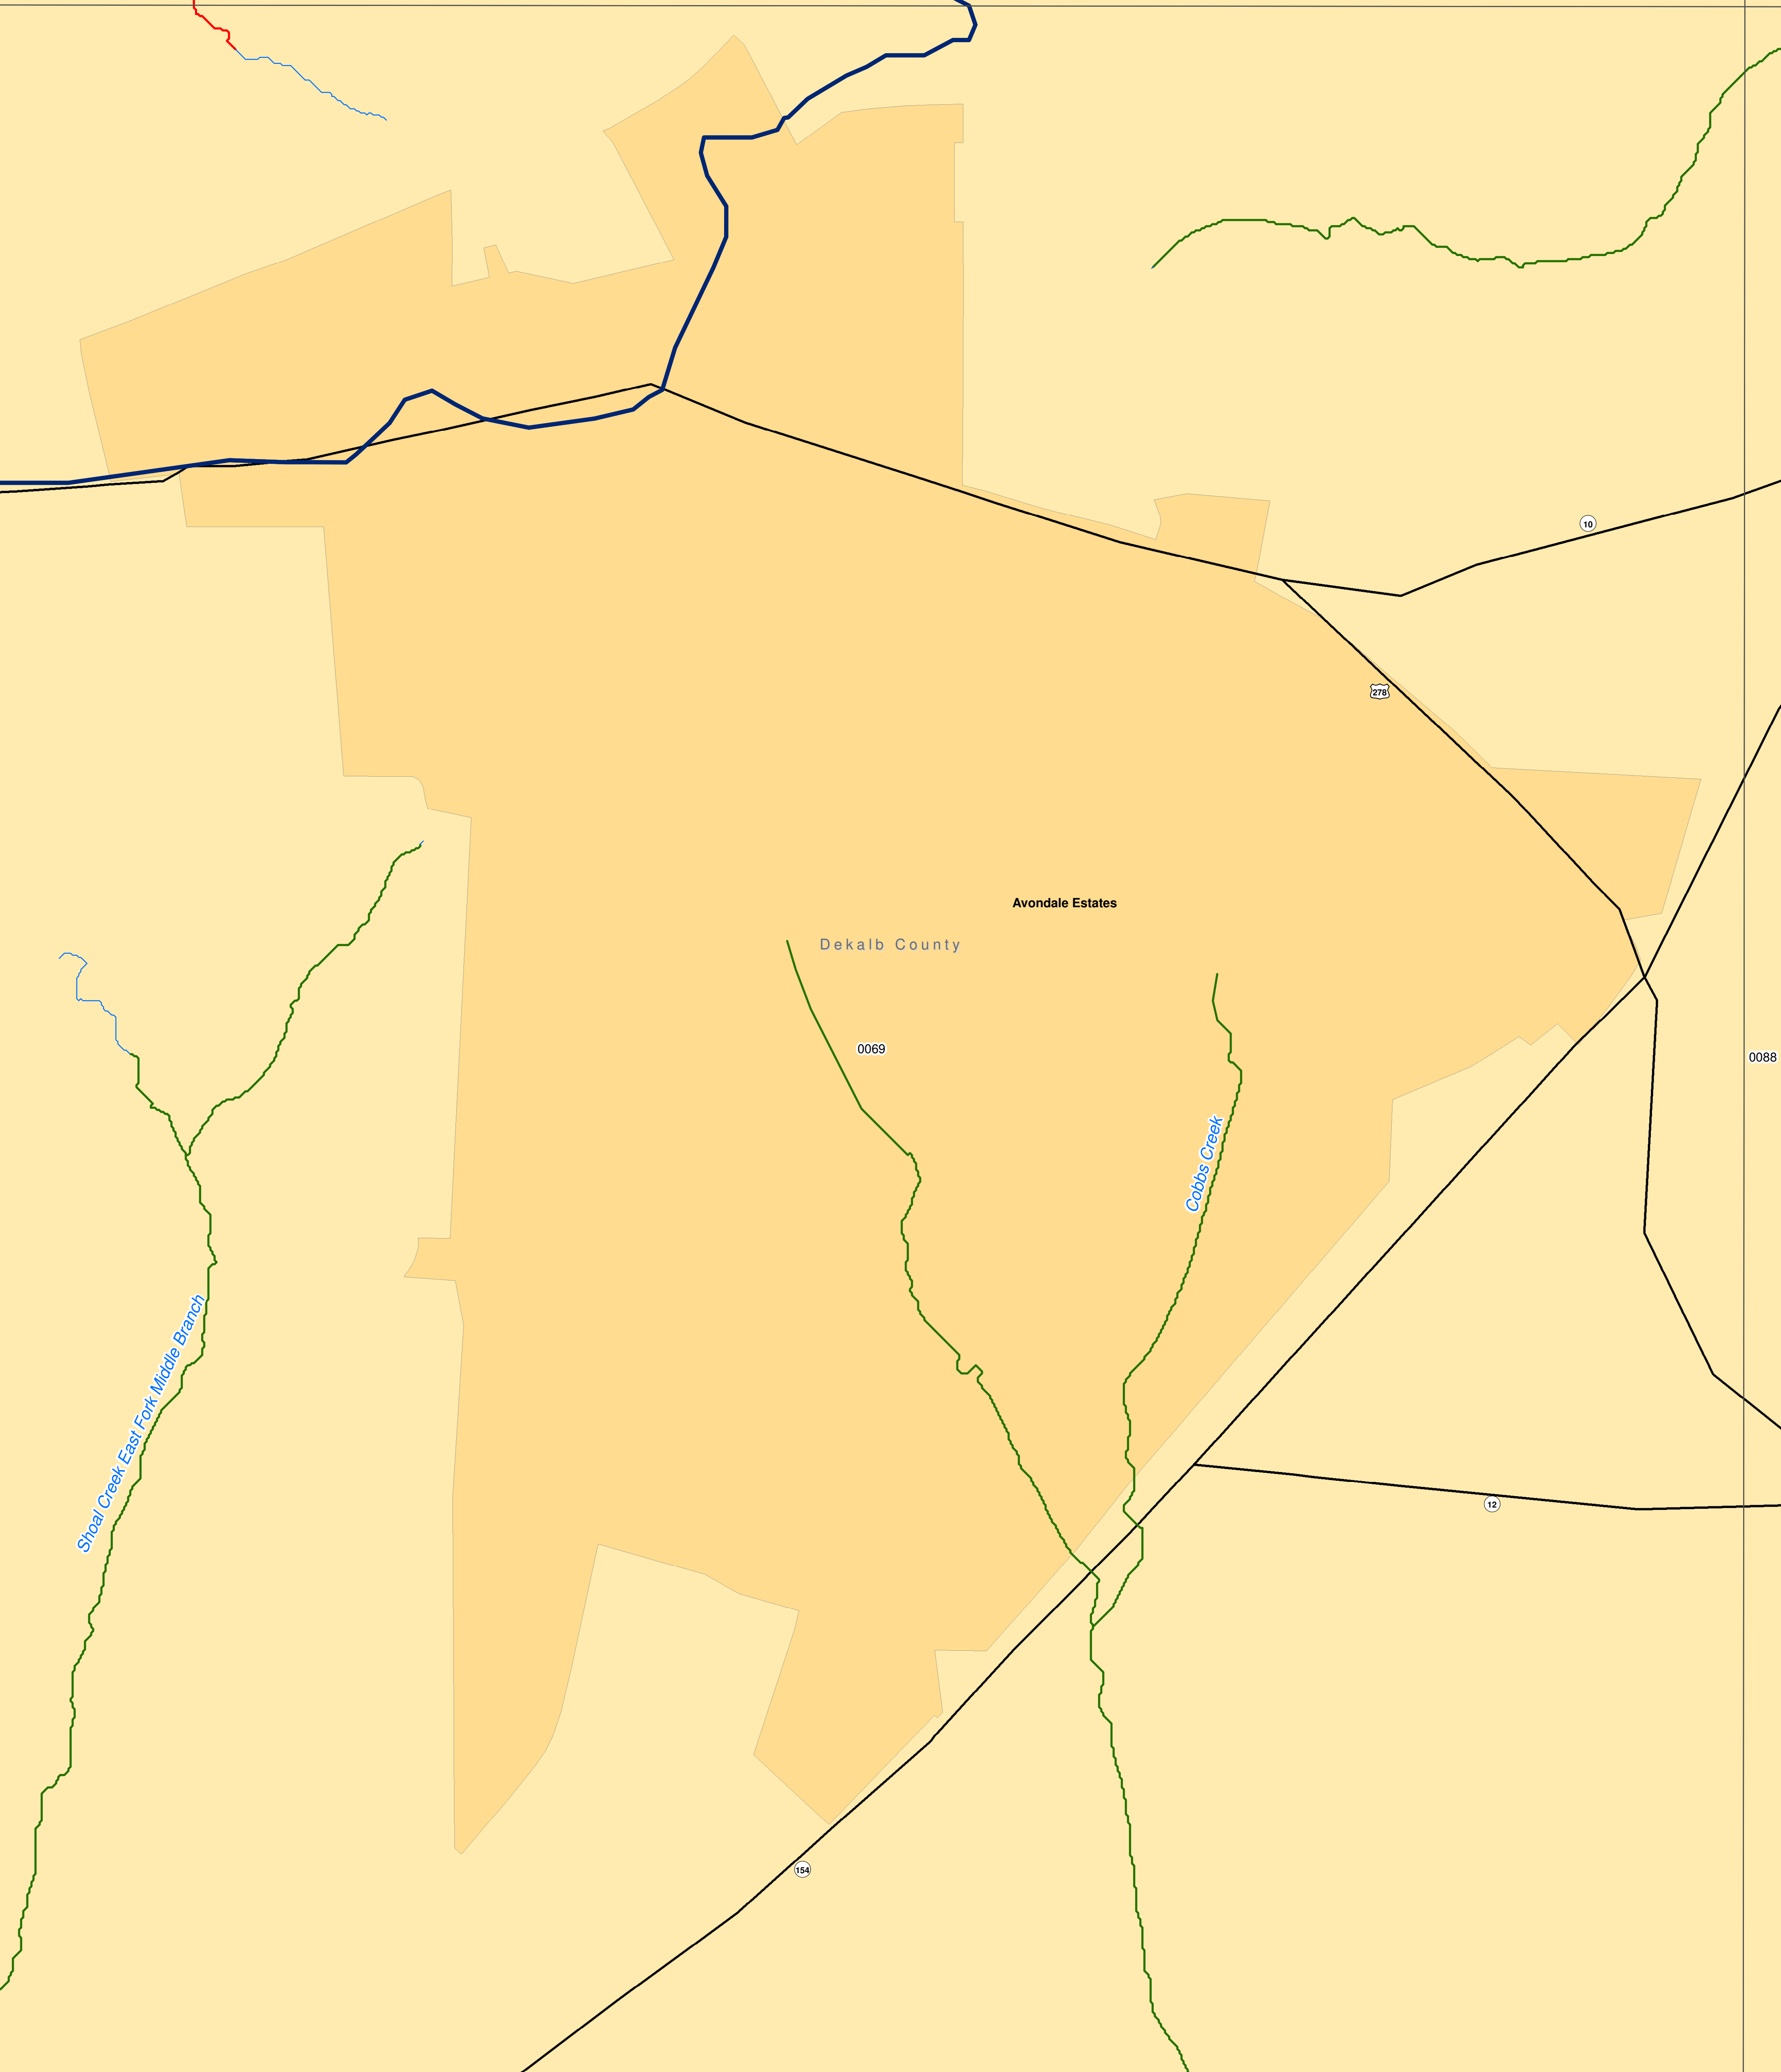 10
278
Avondale Estates
Dekalb County
0069
0088
Cobbs Creek
Shoal Creek East Fork Middle Branch
12
154